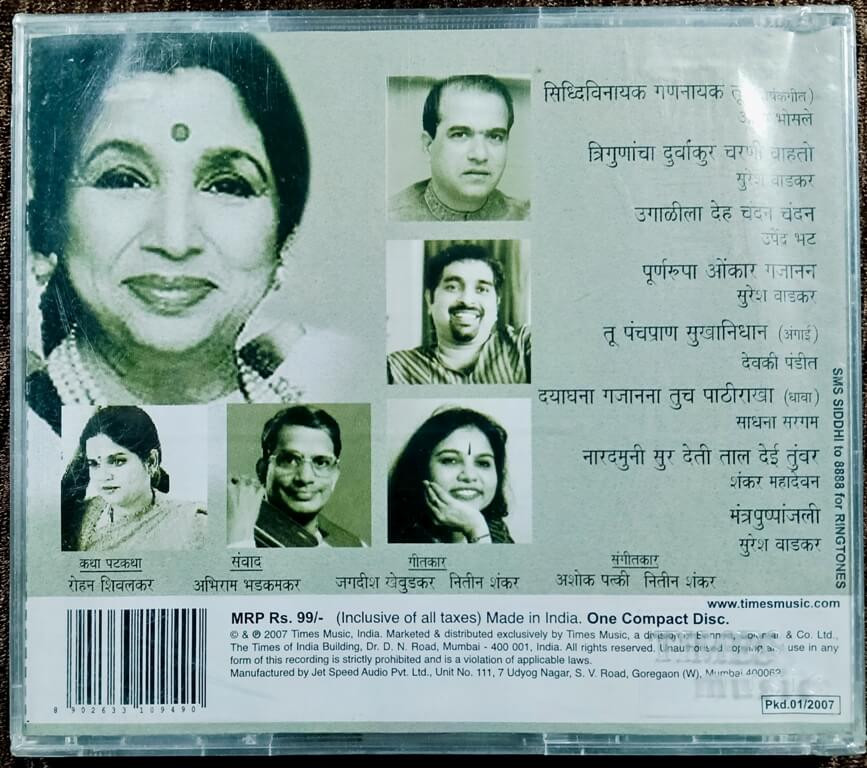 सिध्दिविनायक गणनायक तू
भोसले
त्रिगुणांचा दुर्वांकुर चरणी वाहतो
सुरेश वाडकर
उगाळीला देह चंदन चंदन
उपेंद्र भट
पूर्णरुपा ओंकार गजानन
सुरेश वाडकर
तू पंचप्राण सुखानिधान (अंगाई)
देवकी पंडीत
दयाघना गजानना तुच पाठीराखा (धावा)
साधना सरगम
नारदमुनी सुर देती ताल देई तुंवर
शंकर महादेवन
मंत्रपुष्पांजली
सुरेश वाडकर
SMS SIDDHI to 8888 for RINGTONES
कथा पटकथा
रोहन शिवलकर
संवाद
अभिराम भडकमकर
गीतकार
जगदीश खेवुडकर नितीन शंकर
संगीतकार
अशोक पत्की नितीन शंकर
www.timesmusic.com
MRP Rs. 99/- (Inclusive of all taxes) Made in India. One Compact Disc.
© & ℗ 2007 Times Music, India. Marketed & distributed exclusively by Times Music, a & Co. Ltd.,
The Times of India Building, Dr. D. N. Road, Mumbai - 400 001, India. All rights reserved. Unauthorised copying use in any
form of this recording is strictly prohibited and is a violation of applicable laws.
Manufactured by Jet Speed Audio Pvt. Ltd., Unit No. 111, 7 Udyog Nagar, S. V. Road, Goregaon (W), Mumbai 400062
8 902633 109490
Pkd.01/2007